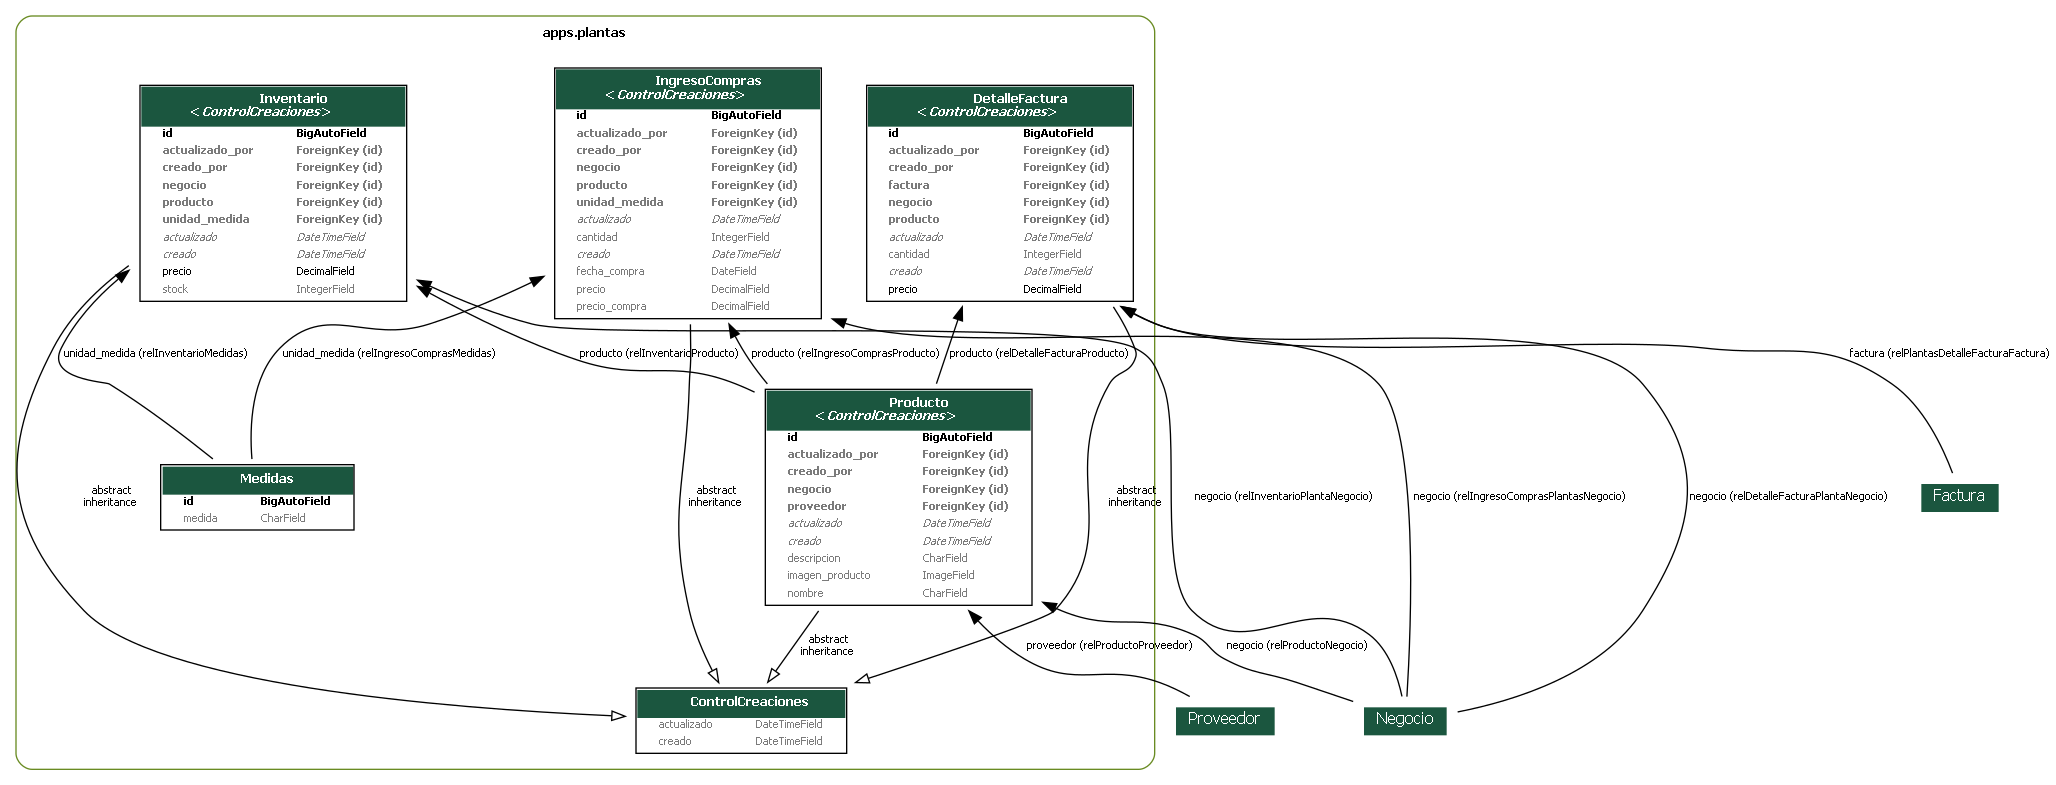 apps.plantas
Inventario
<ControlCreaciones>
id BigAutoField
actualizado_por ForeignKey (id)
creado_por ForeignKey (id)
negocio ForeignKey (id)
producto ForeignKey (id)
unidad_medida ForeignKey (id)
actualizado DateTimeField
creado DateTimeField
precio DecimalField
stock IntegerField
IngresoCompras
<ControlCreaciones>
id BigAutoField
actualizado_por ForeignKey (id)
creado_por ForeignKey (id)
negocio ForeignKey (id)
producto ForeignKey (id)
unidad_medida ForeignKey (id)
actualizado DateTimeField
cantidad IntegerField
creado DateTimeField
fecha_compra DateField
precio DecimalField
precio_compra DecimalField
DetalleFactura
<ControlCreaciones>
id BigAutoField
actualizado_por ForeignKey (id)
creado_por ForeignKey (id)
factura ForeignKey (id)
negocio ForeignKey (id)
producto ForeignKey (id)
actualizado DateTimeField
cantidad IntegerField
creado DateTimeField
precio DecimalField
unidad_medida (relInventarioMedidas)
unidad_medida (relIngresoComprasMedidas)
producto (relInventarioProducto)
producto (relIngresoComprasProducto)
producto (relDetalleFacturaProducto)
factura (relPlantasDetalleFacturaFactura)
Producto
<ControlCreaciones>
id BigAutoField
actualizado_por ForeignKey (id)
creado_por ForeignKey (id)
negocio ForeignKey (id)
proveedor ForeignKey (id)
actualizado DateTimeField
creado DateTimeField
descripcion CharField
imagen_producto ImageField
nombre CharField
abstract
inheritance
Medidas
id BigAutoField
medida CharField
abstract
inheritance
abstract
inheritance
negocio (relInventarioPlantaNegocio)
negocio (relIngresoComprasPlantasNegocio)
negocio (relDetalleFacturaPlantaNegocio)
Factura
abstract
inheritance
proveedor (relProductoProveedor)
negocio (relProductoNegocio)
ControlCreaciones
actualizado DateTimeField
creado DateTimeField
Proveedor
Negocio